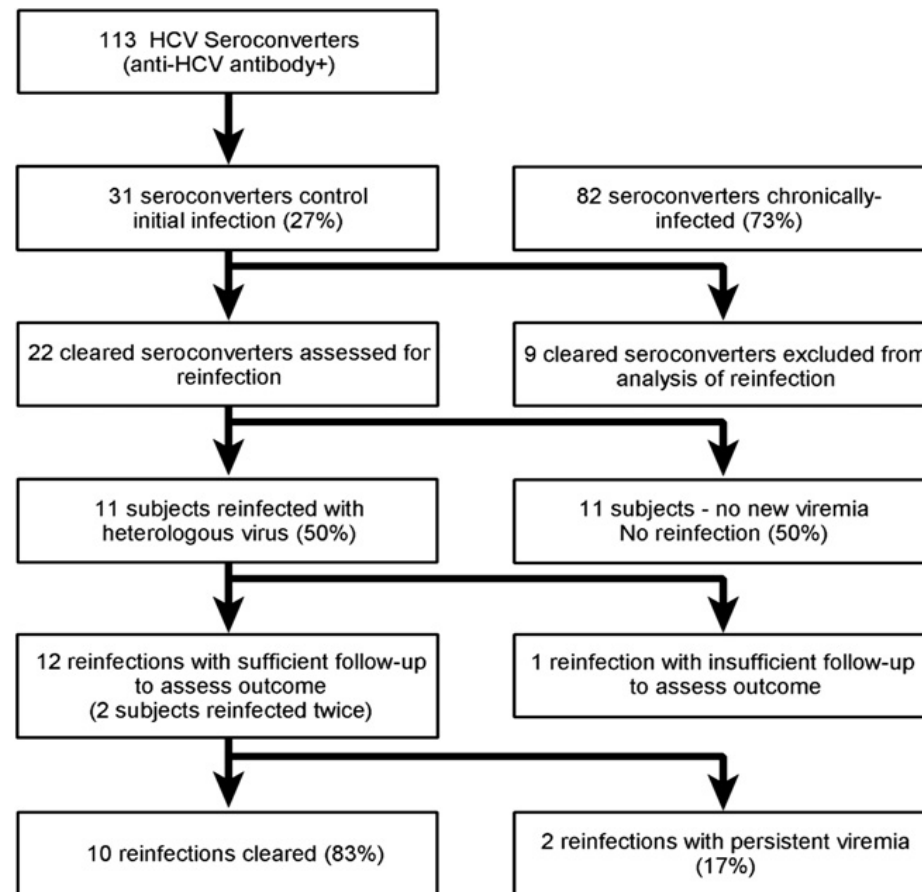 113 HCV Seroconverters
(anti-HCV antibody+)
31 seroconverters control
initial infection (27%)
82 seroconverters chronically-
infected (73%)
22 cleared seroconverters assessed for
reinfection
9 cleared seroconverters excluded from
analysis of reinfection
11 subjects reinfected with
heterologous virus (50%)
11 subjects - no new viremia
No reinfection (50%)
12 reinfections with sufficient follow-up
to assess outcome
(2 subjects reinfected twice)
1 reinfection with insufficient follow-up
to assess outcome
10 reinfections cleared (83%)
2 reinfections with persistent viremia
(17%)